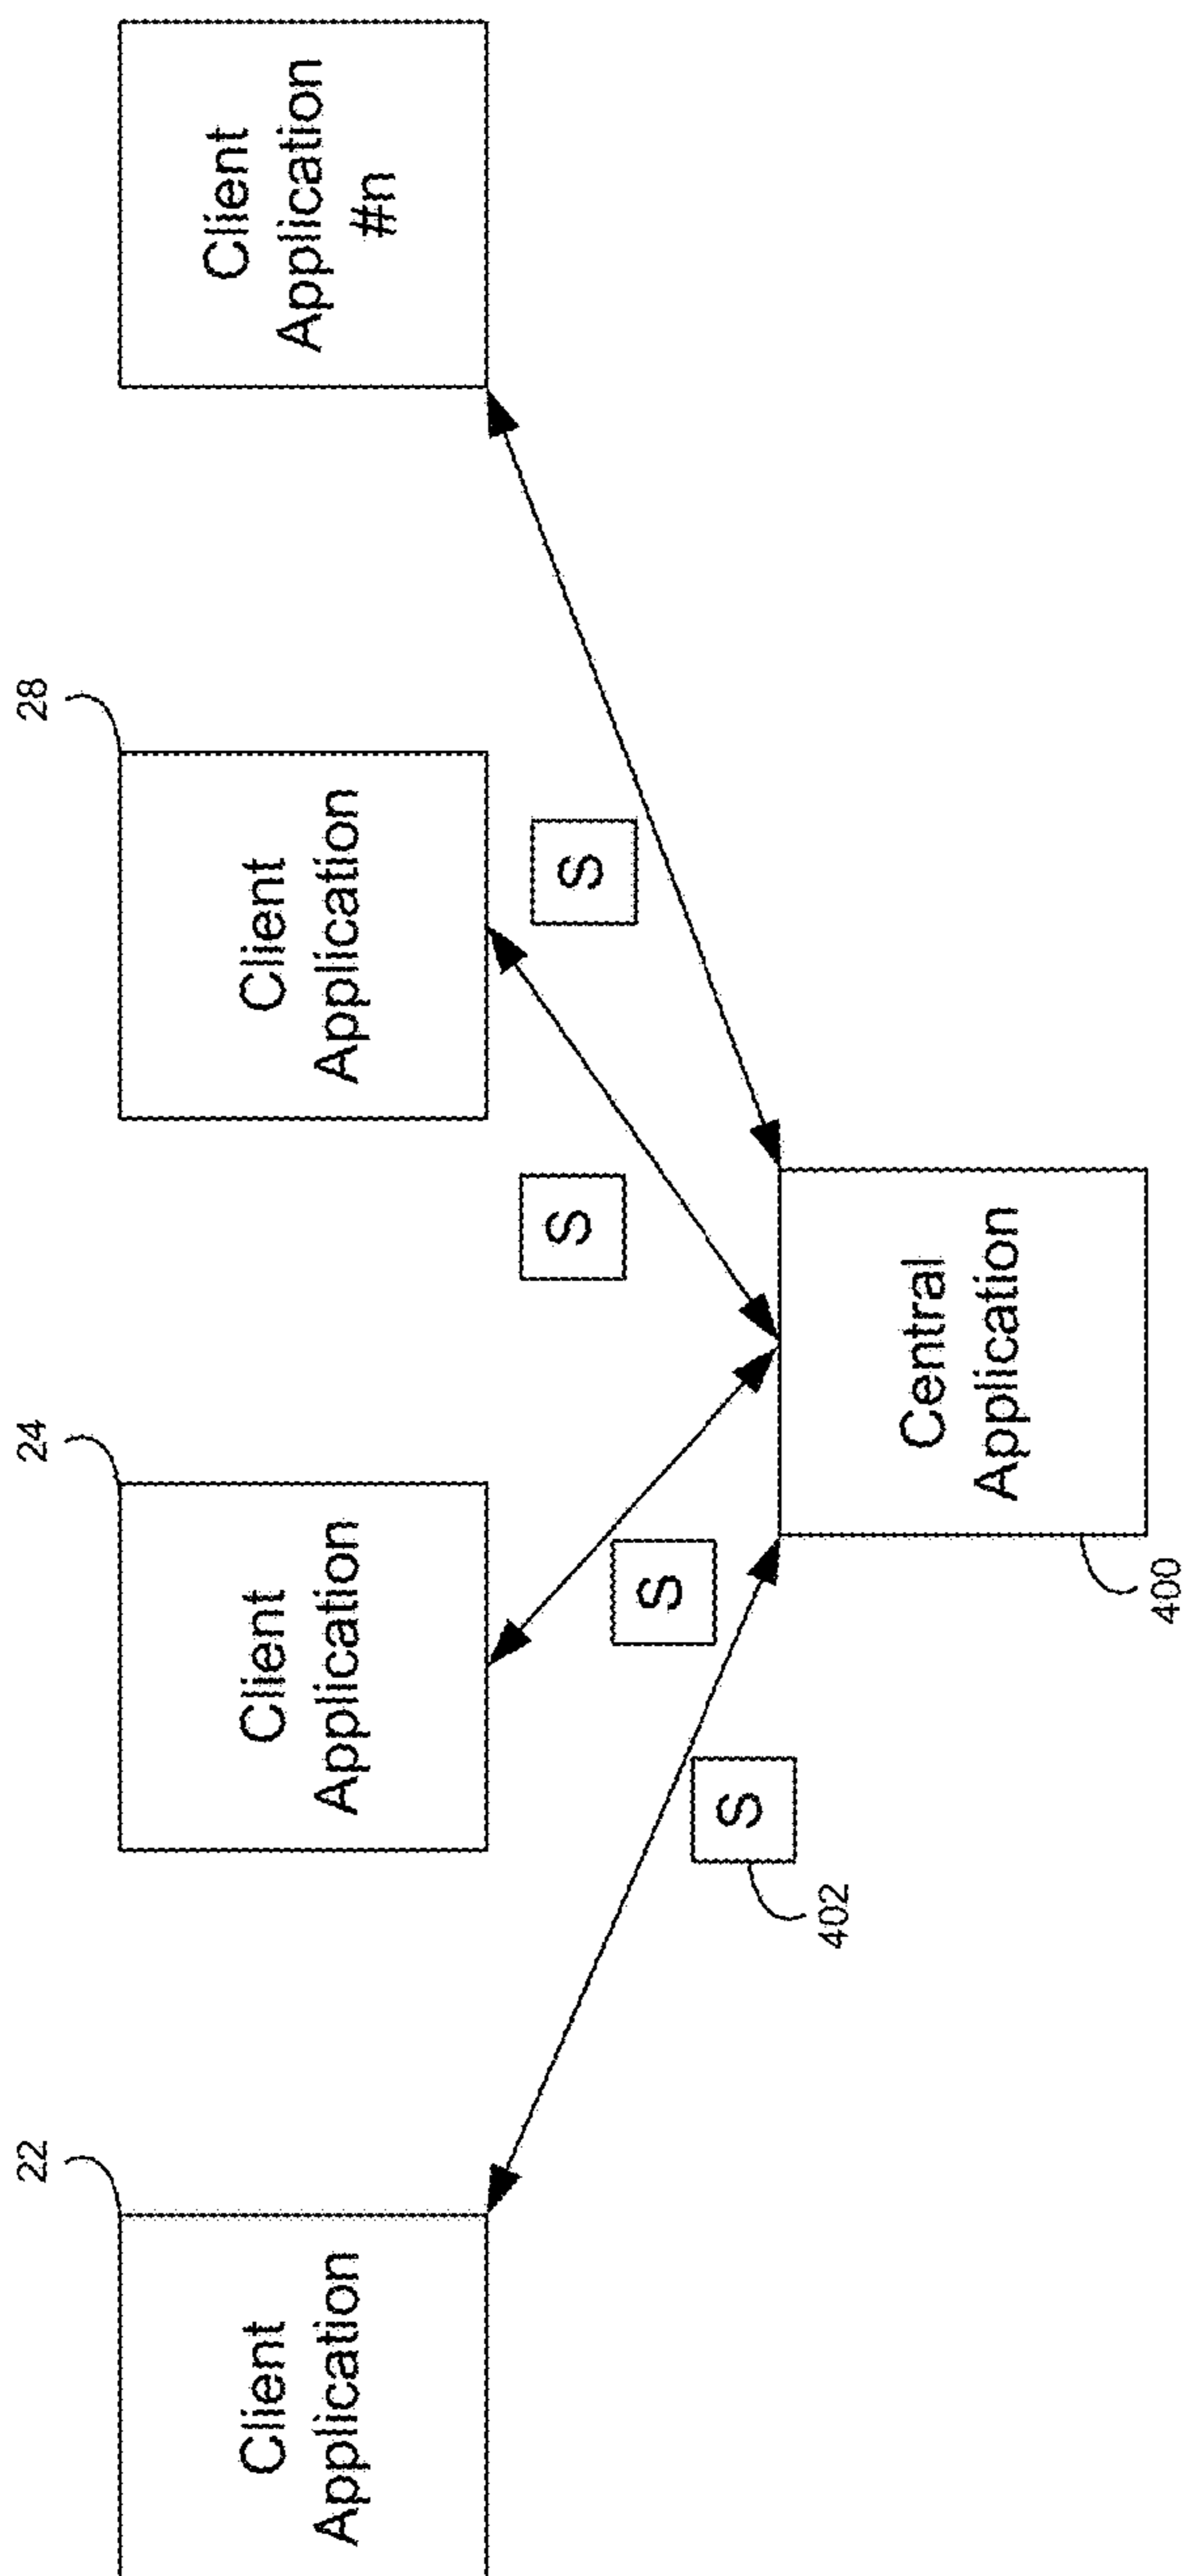 22
24
28
Client
Application
Client
Application
Client
Application
Client
Application
#n
S
S
S
S
402
Central
Application
400